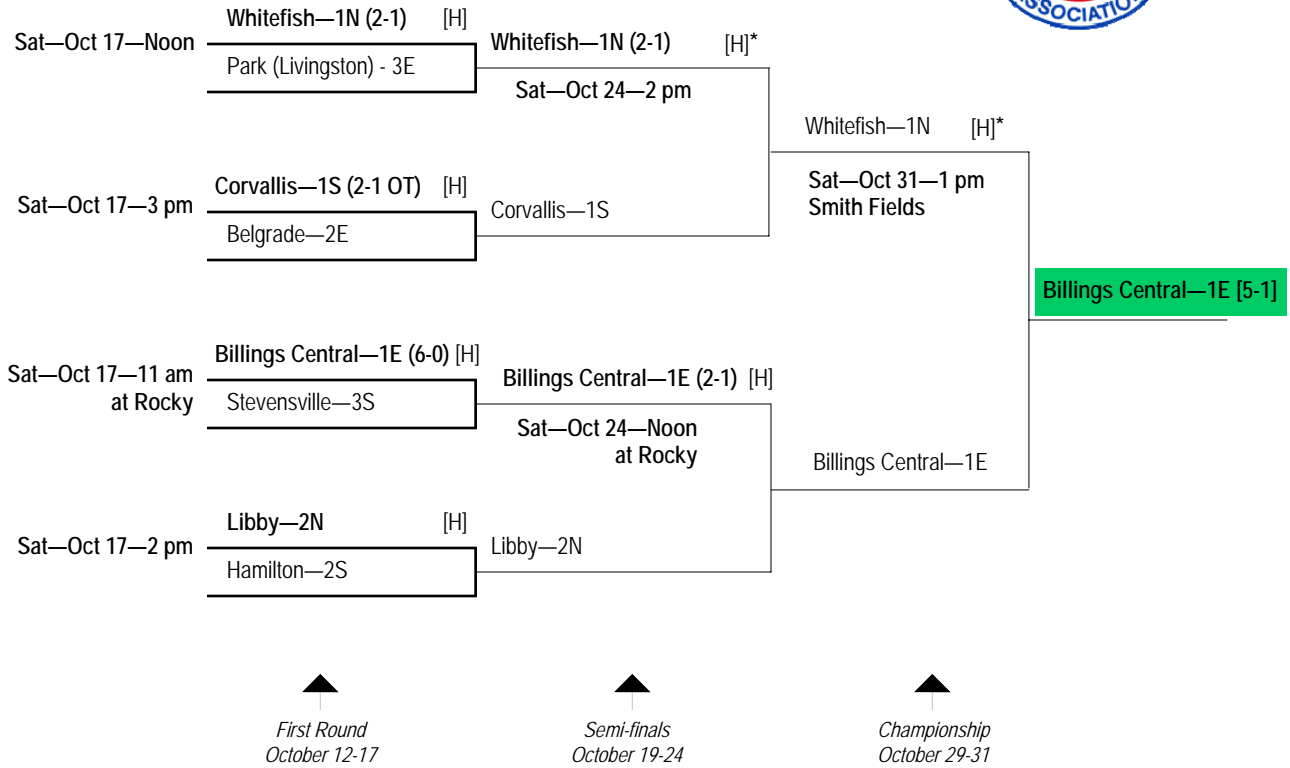 ASSOCIATION
Whitefish—1N (2-1) [H]
Sat—Oct 17—Noon
Park (Livingston) - 3E
Whitefish—1N (2-1) [H]*
Sat—Oct 24—2 pm
Whitefish—1N [H]*
Sat—Oct 31—1 pm
Smith Fields
Corvallis—1S (2-1 OT) [H]
Sat—Oct 17—3 pm
Belgrade—2E
Corvallis—1S
Billings Central—1E [5-1]
Billings Central—1E (6-0) [H]
Sat—Oct 17—11 am
at Rocky
Stevensville—3S
Billings Central—1E (2-1) [H]
Sat—Oct 24—Noon
at Rocky
Billings Central—1E
Libby—2N [H]
Sat—Oct 17—2 pm
Hamilton—2S
Libby—2N
First Round
October 12-17
Semi-finals
October 19-24
Championship
October 29-31